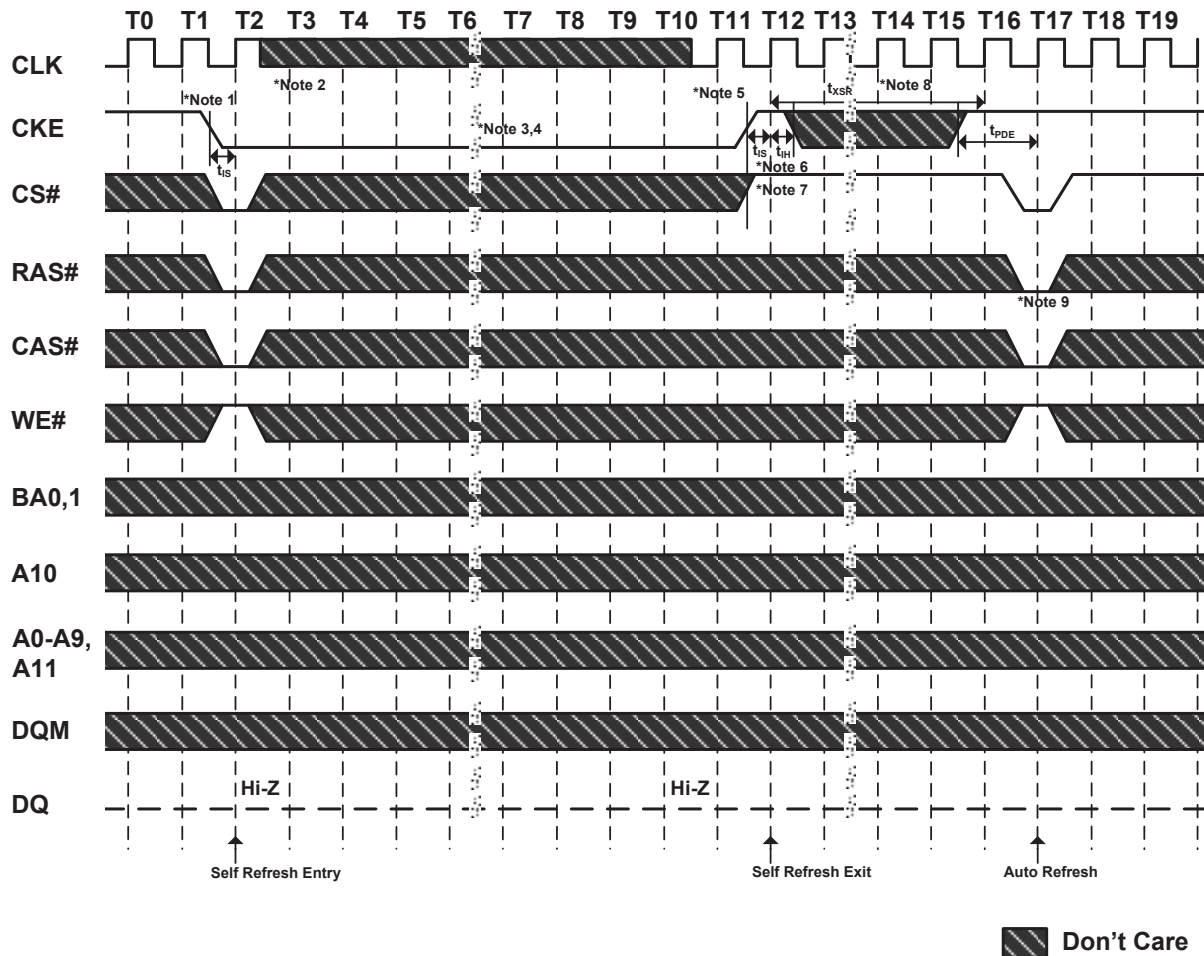 T0 T1 T2 T3 T4 T5 T6 T7 T8 T9 T10 T11 T12 T13 T14 T15 T16 T17 T18 T19
CLK
*Note 2
*Note 1
*Note 5
tXSR
*Note 8
CKE
*Note 3,4
tIS
tIS
tIH
tPDE
*Note 6
CS#
*Note 7
RAS#
*Note 9
CAS#
WE#
BA0,1
A10
A0-A9,
A11
DQM
Hi-Z
Hi-Z
DQ
Self Refresh Entry
Self Refresh Exit
Auto Refresh
Don't Care